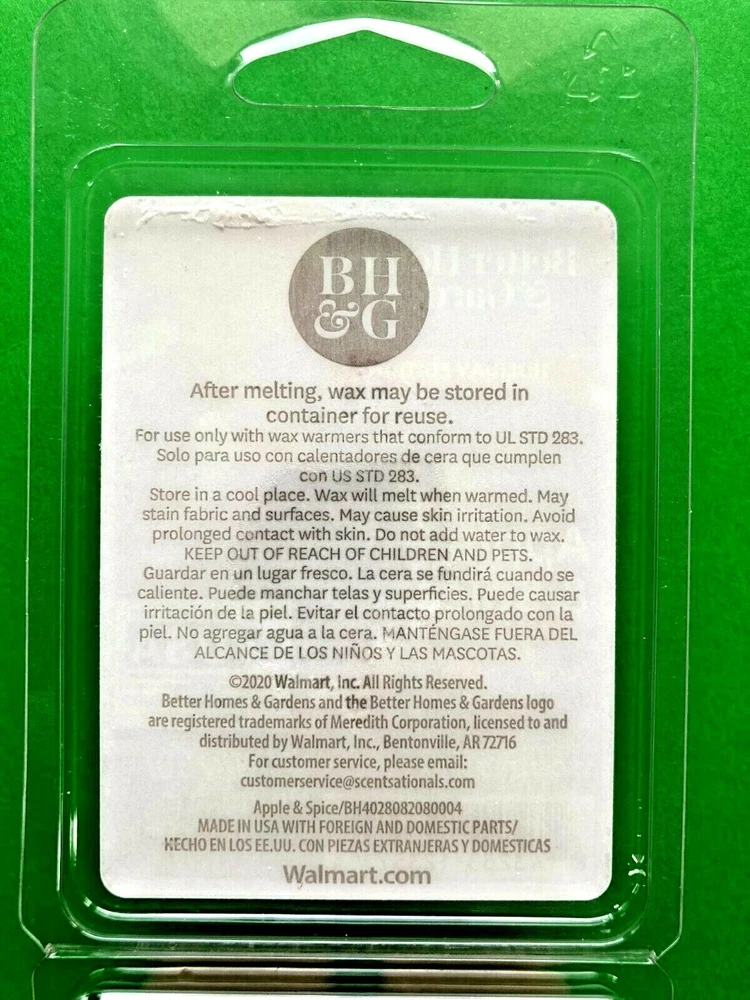 BH
&G
After melting, wax may be stored in
container for reuse.
For use only with wax warmers that conform to UL STD 283.
Solo para uso con calentadores de cera que cumplen
con US STD 283.
Store in a cool place. Wax will melt when warmed. May
stain fabric and surfaces. May cause skin irritation. Avoid
prolonged contact with skin. Do not add water to wax.
KEEP OUT OF REACH OF CHILDREN AND PETS.
Guardar en un lugar fresco. La cera se fundirá cuando se
caliente. Puede manchar telas y superficies. Puede causar
irritación de la piel. Evitar el contacto prolongado con la
piel. No agregar agua a la cera. MANTÉNGASE FUERA DEL
ALCANCE DE LOS NIÑOS Y LAS MASCOTAS.
©2020 Walmart, Inc. All Rights Reserved.
Better Homes & Gardens and the Better Homes & Gardens logo
are registered trademarks of Meredith Corporation, licensed to and
distributed by Walmart, Inc., Bentonville, AR 72716
For customer service, please email:
customerservice@scentsationals.com
Apple & Spice/BH4028082080004
MADE IN USA WITH FOREIGN AND DOMESTIC PARTS/
HECHO EN LOS EE.UU. CON PIEZAS EXTRANJERAS Y DOMESTICAS
Walmart.com